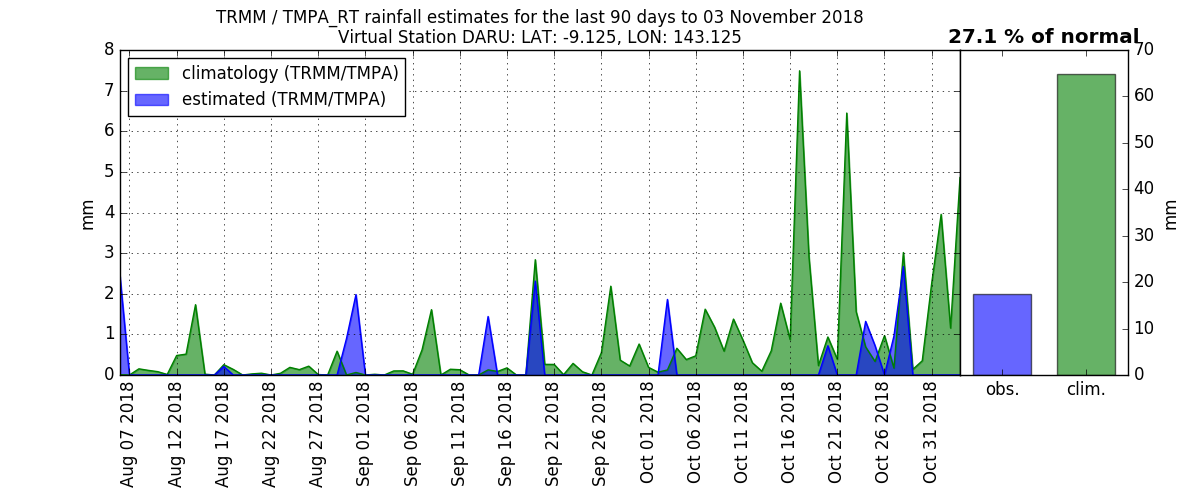 TRMM / TMPA_RT rainfall estimates for the last 90 days to 03 November 2018
Virtual Station DARU: LAT: -9.125, LON: 143.125
27.1 % of normal
climatology (TRMM/TMPA)
estimated (TRMM/TMPA)
8
7
6
5
4
3
2
1
0
mm
Aug 07 2018
Aug 12 2018
Aug 17 2018
Aug 22 2018
Aug 27 2018
Sep 01 2018
Sep 06 2018
Sep 11 2018
Sep 16 2018
Sep 21 2018
Sep 26 2018
Oct 01 2018
Oct 06 2018
Oct 11 2018
Oct 16 2018
Oct 21 2018
Oct 26 2018
Oct 31 2018
obs.
clim.
70
60
50
40
30
20
10
0
mm